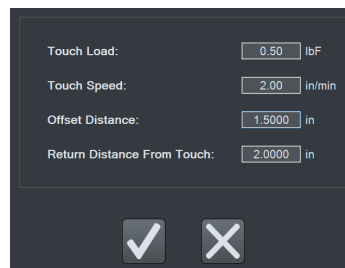 Touch Load: 0.50 lbF
Touch Speed: 2.00 in/min
Offset Distance: 1.5000 in
Return Distance From Touch: 2.0000 in